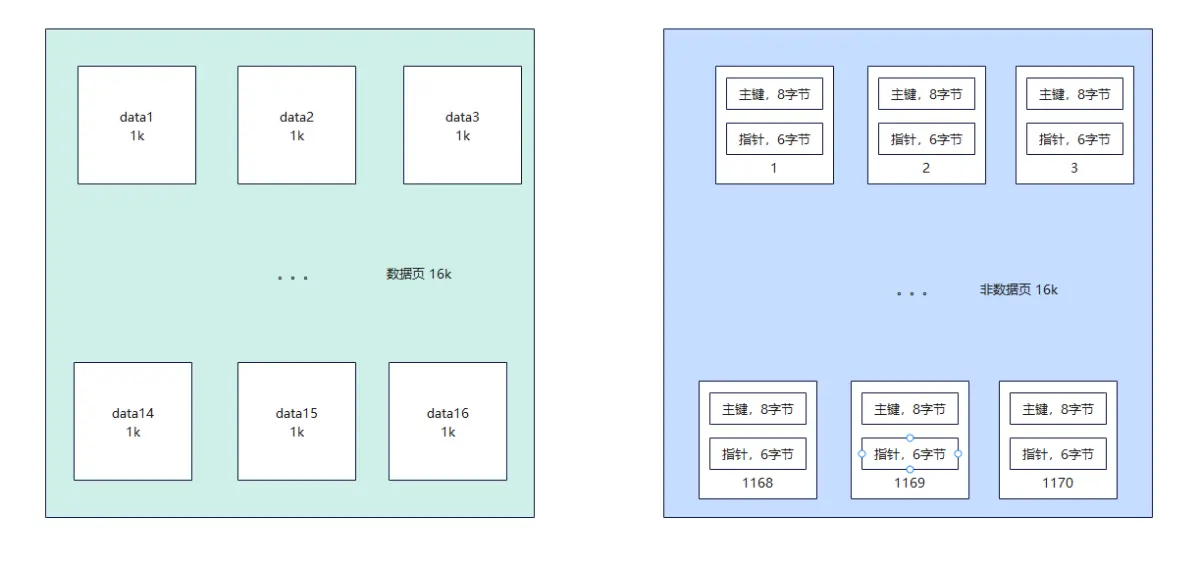 data1
1k
data2
1k
data3
1k
。。。
数据页 16k
data14
1k
data15
1k
data16
1k
主键，8字节
指针，6字节
1
主键，8字节
指针，6字节
2
主键，8字节
指针，6字节
3
。。。
非数据页 16k
主键，8字节
指针，6字节
1168
主键，8字节
指针，6字节
1169
主键，8字节
指针，6字节
1170